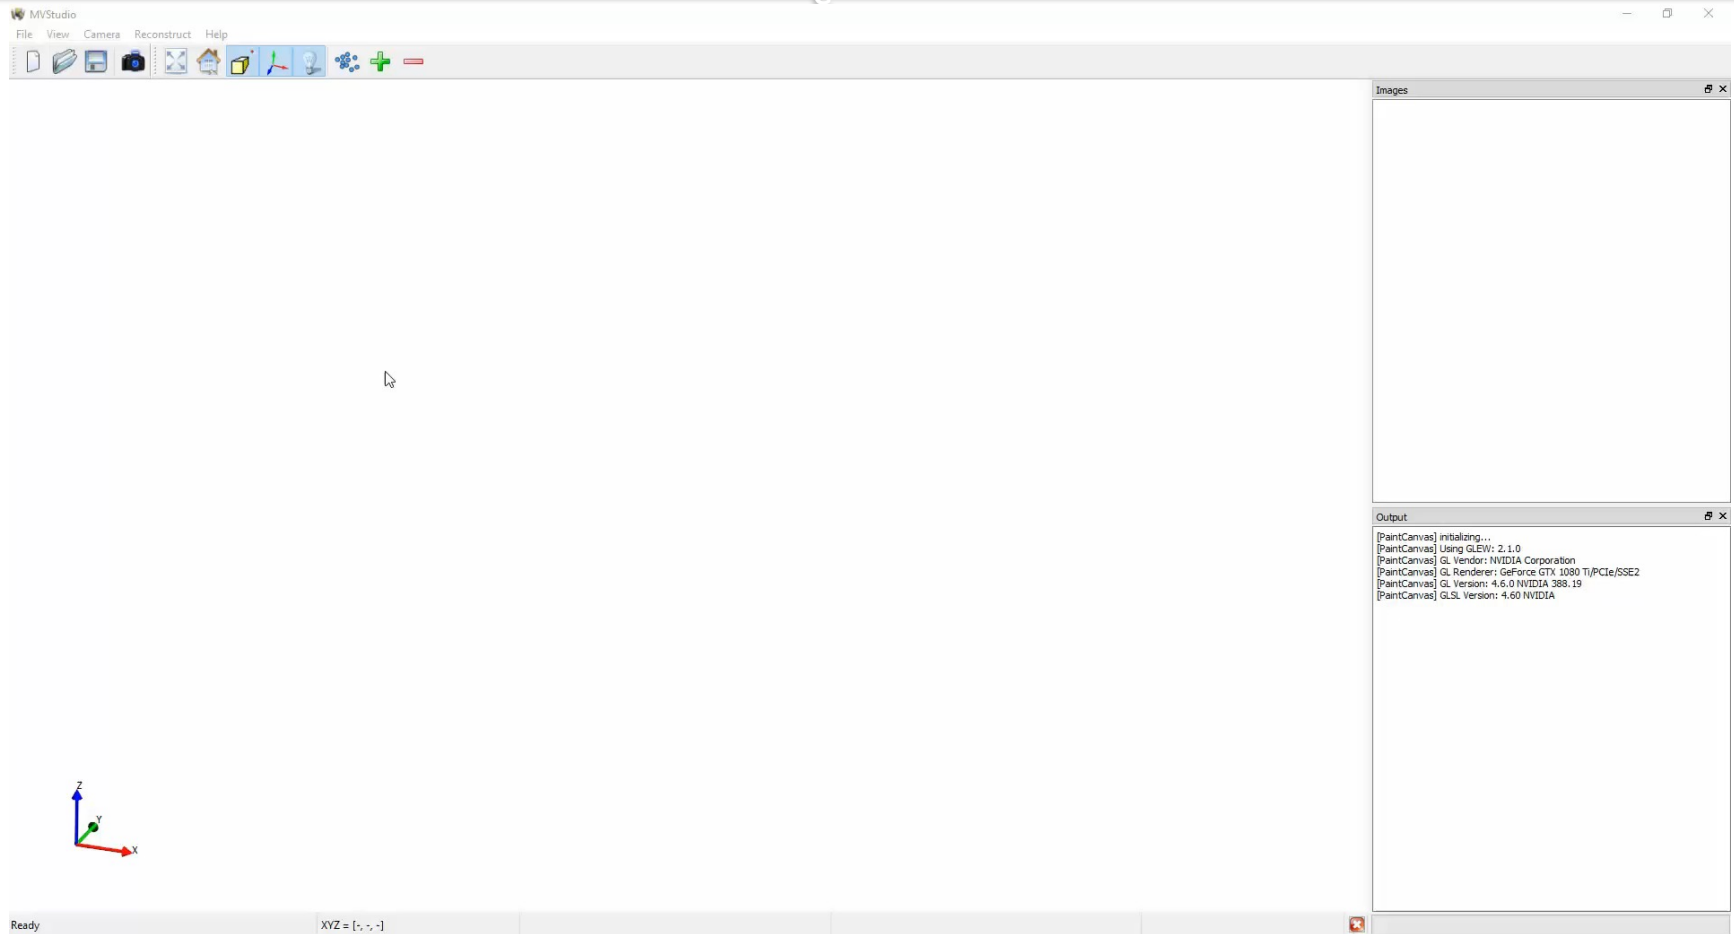 MVStudio
File View Camera Reconstruct Help
Images
Output
[PaintCanvas] initializing...
[PaintCanvas] Using GLEW: 2.1.0
[PaintCanvas] GL Vendor: NVIDIA Corporation
[PaintCanvas] GL Renderer: GeForce GTX 1080 Ti/PCIe/SSE2
[PaintCanvas] GL Version: 4.6.0 NVIDIA 388.19
[PaintCanvas] GLSL Version: 4.60 NVIDIA
Z
Y
X
Ready
XYZ = [-, -, -]